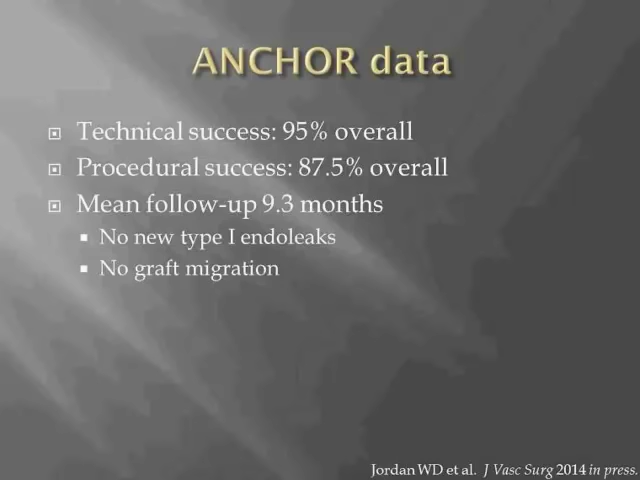 ANCHOR data
Technical success: 95% overall
Procedural success: 87.5% overall
Mean follow-up 9.3 months
No new type I endoleaks
No graft migration
Jordan WD et al. J Vasc Surg 2014 in press.